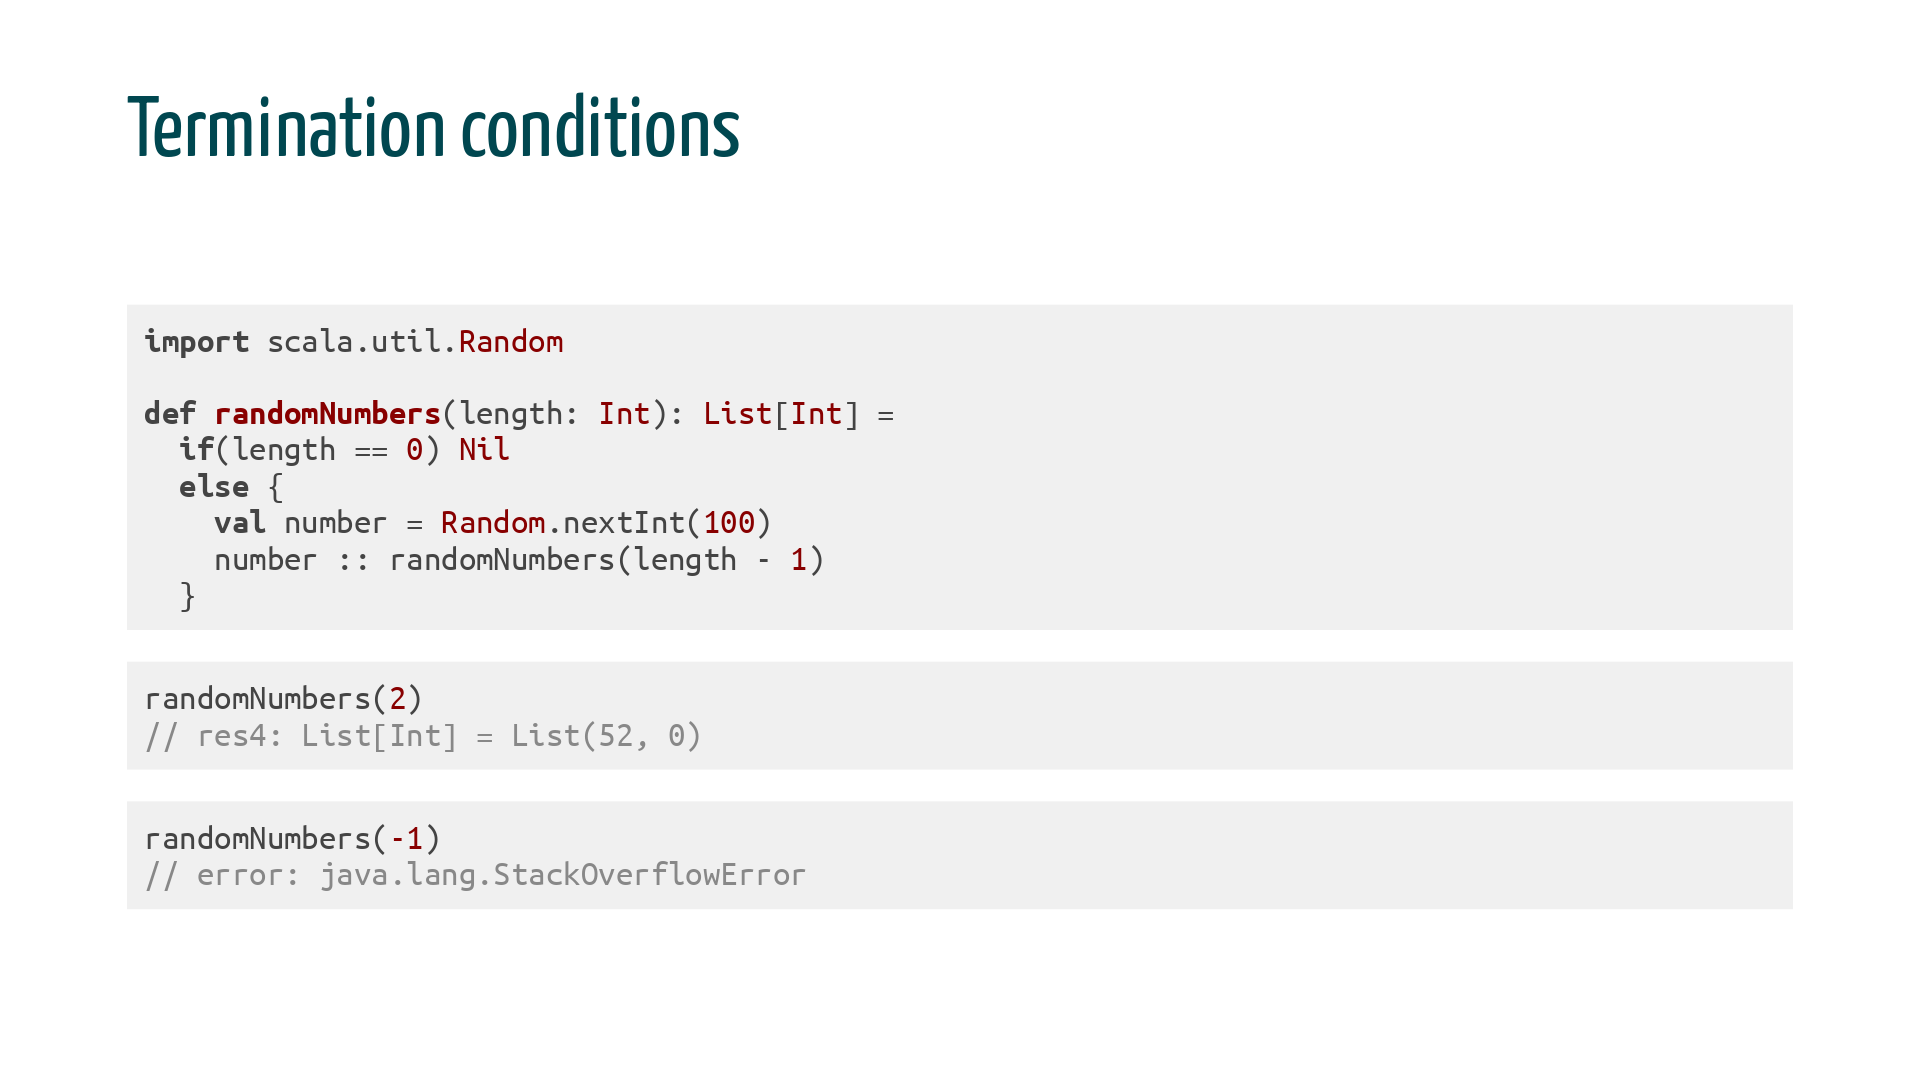 Termination conditions
import scala.util.Random
def randomNumbers(length: Int): List[Int] =
  if(length == 0) Nil
  else {
    val number = Random.nextInt(100)
    number :: randomNumbers(length - 1)
  }
randomNumbers(2)
// res4: List[Int] = List(52, 0)
randomNumbers(-1)
// error: java.lang.StackOverflowError